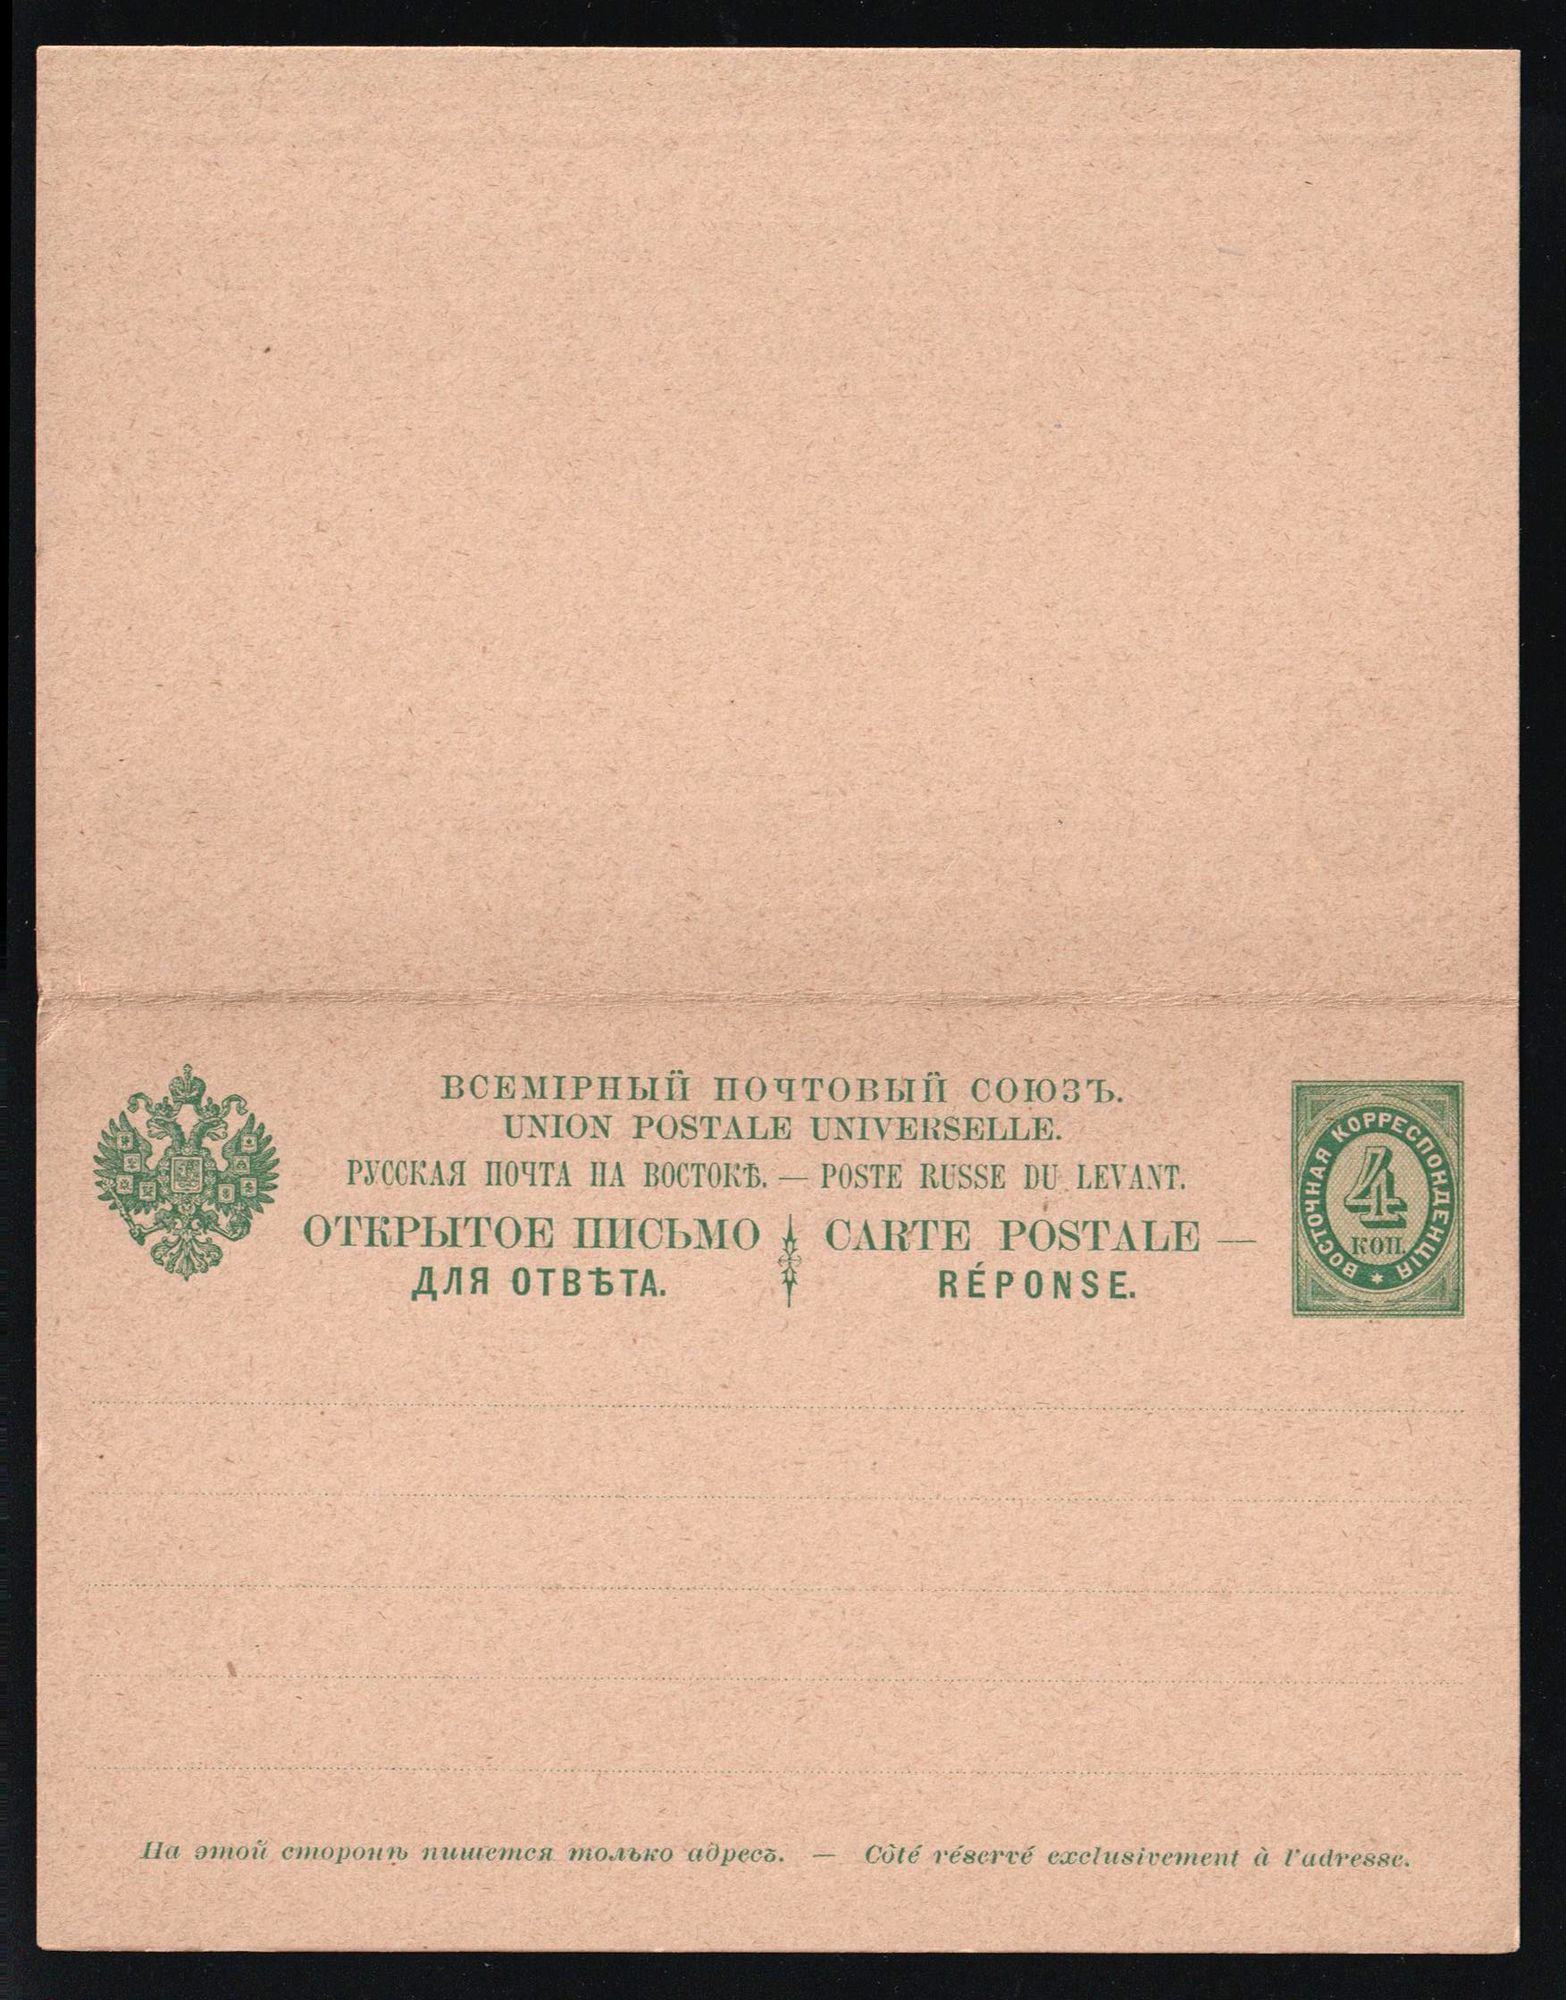 ВСЕМІРНЫЙ ПОЧТОВЫЙ СОЮЗЪ.
UNION POSTALE UNIVERSELLE.
РУССКАЯ ПОЧТА НА ВОСТОКѢ. — POSTE RUSSE DU LEVANT.
ОТКРЫТОЕ ПИСЬМО CARTE POSTALE —
ДЛЯ ОТВѢТА. RÉPONSE.
ВОСТОЧНАЯ КОРРЕСПОНДЕНЦІЯ
4
КОП.
На этой сторонѣ пишется только адресъ. — Côté réservé exclusivement à l'adresse.